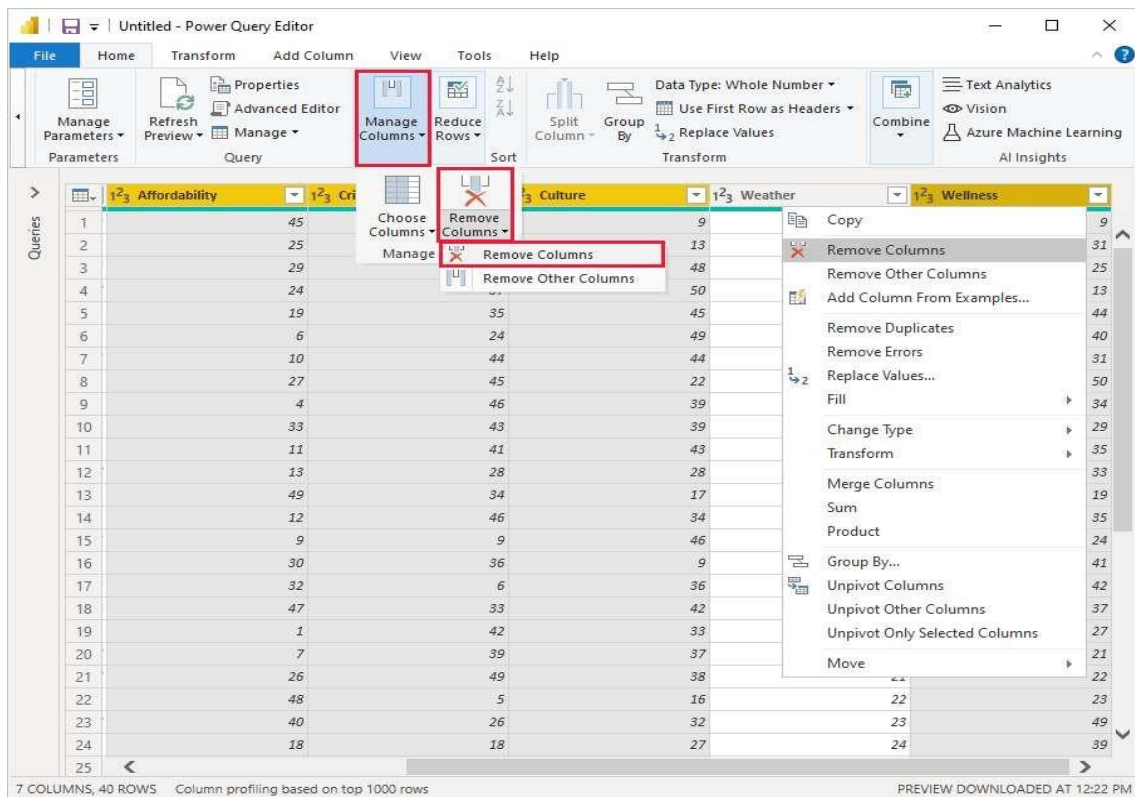 Untitled - Power Query Editor
File Home Transform Add Column View Tools Help
Manage Parameters
Parameters
Refresh Preview
Properties
Advanced Editor
Manage
Query
Manage Columns
Reduce Rows
Sort
Split Column
Group By
Data Type: Whole Number
Use First Row as Headers
Replace Values
Transform
Combine
Text Analytics
Vision
Azure Machine Learning
AI Insights
Choose Columns
Remove Columns
Manage
Remove Columns
Remove Other Columns
Queries
Affordability Cri Culture Weather Wellness
1 45 9 9
2 25 13 31
3 29 48 25
4 24 50 13
5 19 35 45 44
6 6 24 49 40
7 10 44 44 31
8 27 45 22 50
9 4 46 39 34
10 33 43 39 29
11 11 41 43 35
12 13 28 28 33
13 49 34 17 19
14 12 46 34 35
15 9 9 46 24
16 30 36 9 41
17 32 6 36 42
18 47 33 42 37
19 1 42 33 27
20 7 39 37 21
21 26 49 38 22
22 48 5 16 22 23
23 40 26 32 23 49
24 18 18 27 24 39
25
Copy
Remove Columns
Remove Other Columns
Add Column From Examples...
Remove Duplicates
Remove Errors
Replace Values...
Fill
Change Type
Transform
Merge Columns
Sum
Product
Group By...
Unpivot Columns
Unpivot Other Columns
Unpivot Only Selected Columns
Move
7 COLUMNS, 40 ROWS Column profiling based on top 1000 rows PREVIEW DOWNLOADED AT 12:22 PM